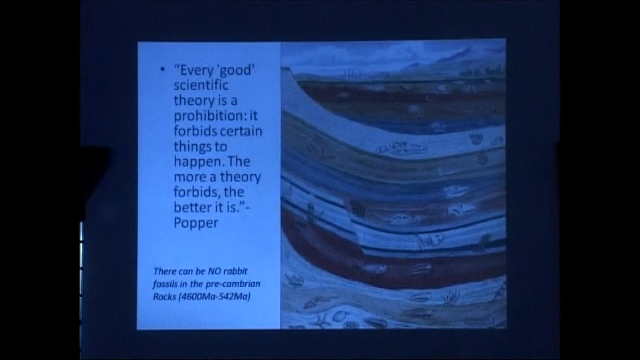 • "Every 'good'
scientific
theory is a
prohibition: it
forbids certain
things to
happen. The
more a theory
forbids, the
better it is."-
Popper
There can be NO rabbit
fossils in the pre-cambrian
Rocks (4600Ma-542Ma)